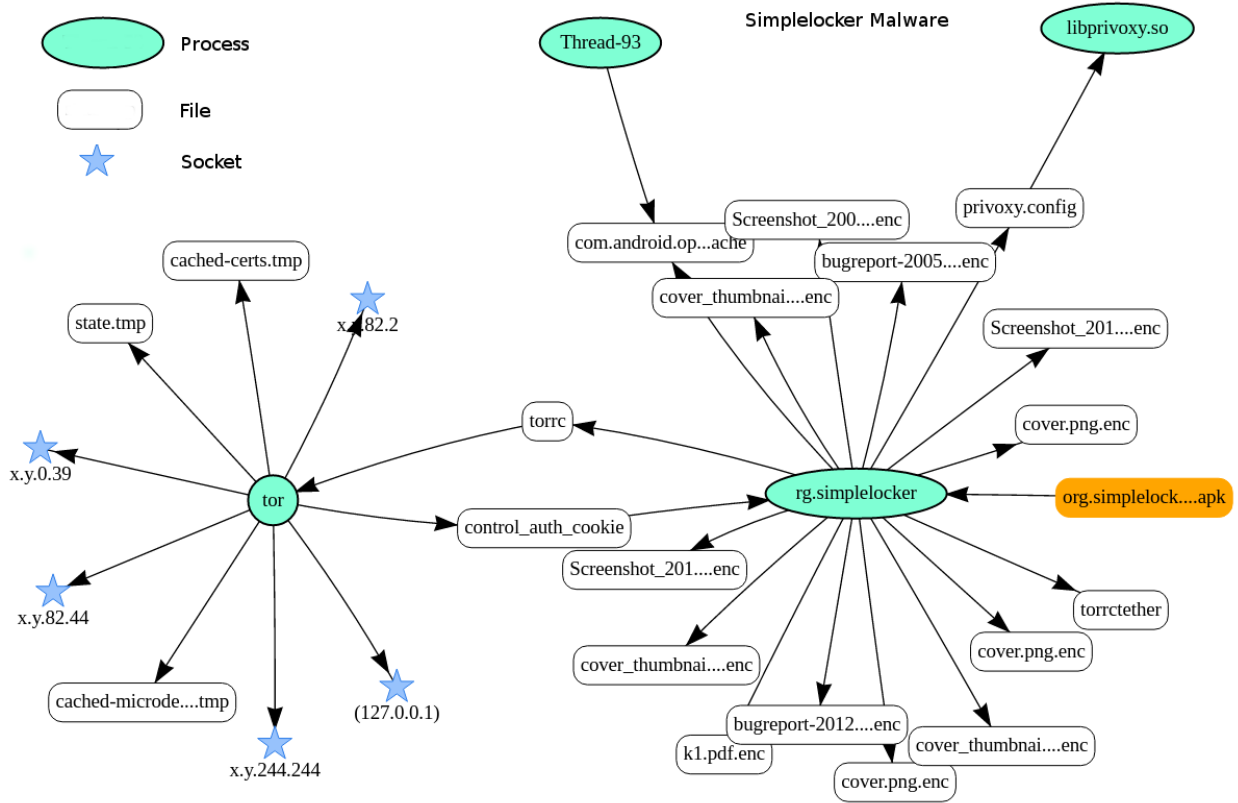 Simplelocker Malware
Process
File
Socket
Thread-93
libprivoxy.so
privoxy.config
Screenshot_200....enc
com.android.op...ache
bugreport-2005....enc
cached-certs.tmp
cover_thumbnai....enc
state.tmp
x.y.82.2
Screenshot_201....enc
torrc
cover.png.enc
x.y.0.39
tor
rg.simplelocker
org.simplelock....apk
control_auth_cookie
Screenshot_201....enc
x.y.82.44
torrctether
cover_thumbnai....enc
cover.png.enc
cached-microde....tmp
(127.0.0.1)
bugreport-2012....enc
k1.pdf.enc
cover_thumbnai....enc
x.y.244.244
cover.png.enc